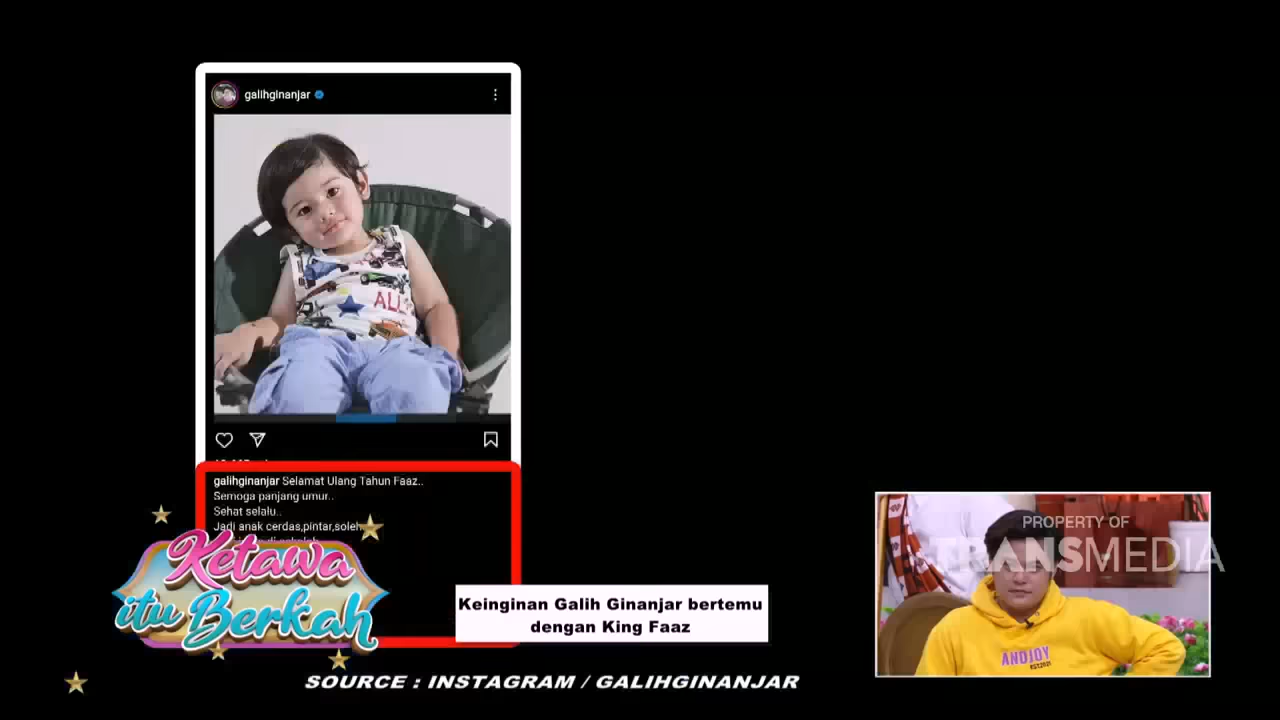 galihginanjar
ALL
galihginanjar Selamat Ulang Tahun Faaz..
Semoga panjang umur..
Sehat selalu..
Jadi anak cerdas,pintar,soleh
Ketawa
itu Berkah
Keinginan Galih Ginanjar bertemu
dengan King Faaz
SOURCE : INSTAGRAM / GALIHGINANJAR
PROPERTY OF
TRANSMEDIA
ANDJOY